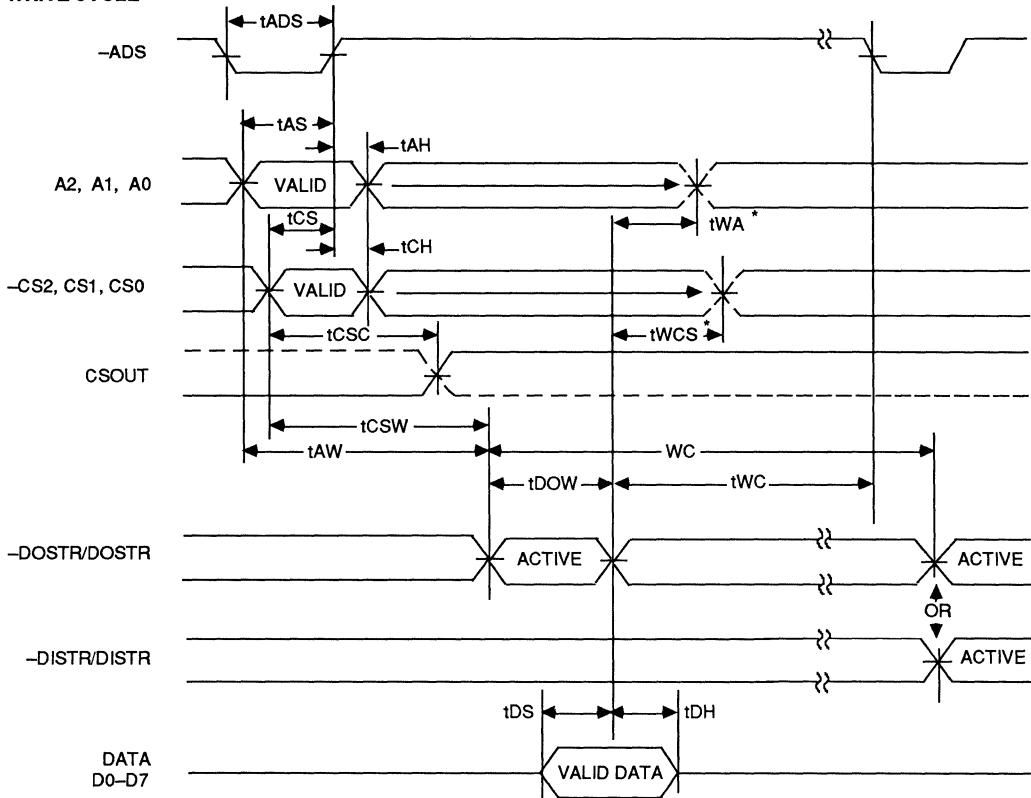 WRITE CYCLE
tADS
–ADS
tAS
tAH
A2, A1, A0
VALID
tCS
tWA*
tCH
–CS2, CS1, CS0
VALID
tCSC
tWCS*
CSOUT
tCSW
tAW
WC
tDOW
tWC
–DOSTR/DOSTR
ACTIVE
ACTIVE
OR
–DISTR/DISTR
ACTIVE
tDS
tDH
DATA
D0–D7
VALID DATA